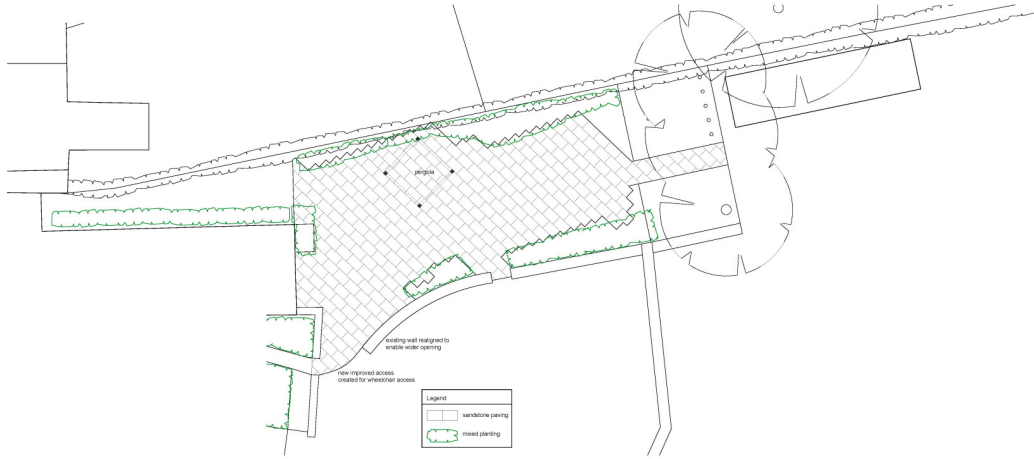 pergola
existing wall realigned to
enable wider opening
new improved access
created for wheelchair access
Legend
sandstone paving
mixed planting